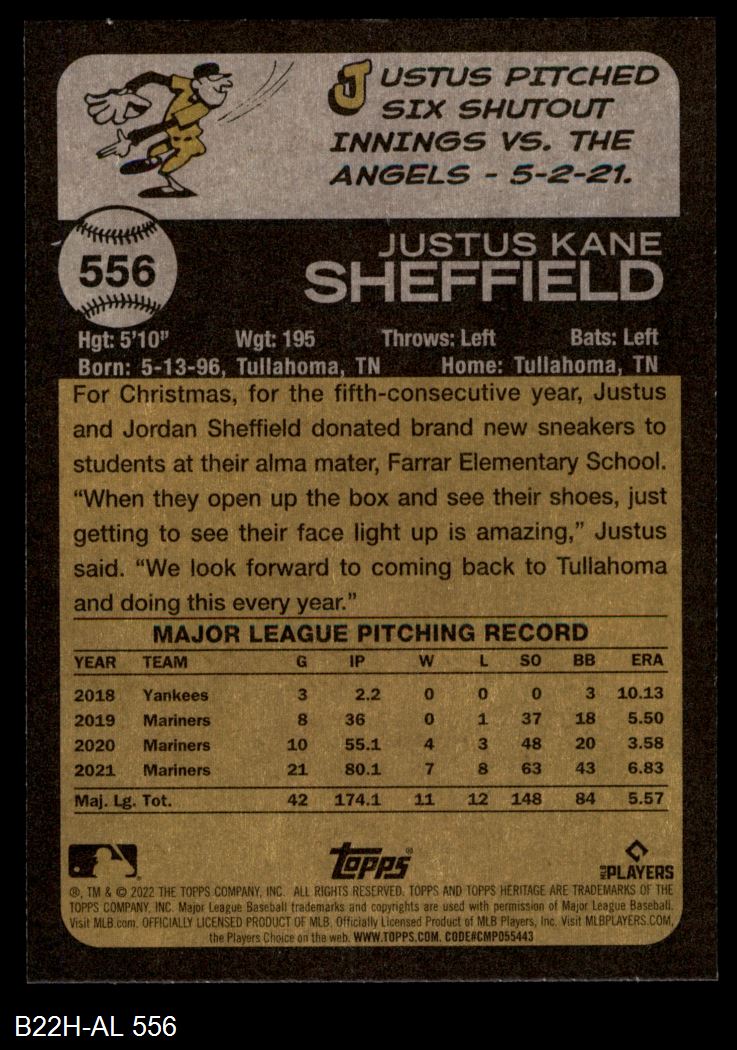 JUSTUS PITCHED
SIX SHUTOUT
INNINGS VS. THE
ANGELS - 5-2-21.
556
JUSTUS KANE
SHEFFIELD
Hgt: 5'10" Wgt: 195 Throws: Left Bats: Left
Born: 5-13-96, Tullahoma, TN Home: Tullahoma, TN
For Christmas, for the fifth-consecutive year, Justus
and Jordan Sheffield donated brand new sneakers to
students at their alma mater, Farrar Elementary School.
“When they open up the box and see their shoes, just
getting to see their face light up is amazing,” Justus
said. “We look forward to coming back to Tullahoma
and doing this every year.”
MAJOR LEAGUE PITCHING RECORD
YEAR TEAM G IP W L SO BB ERA
2018 Yankees 3 2.2 0 0 0 3 10.13
2019 Mariners 8 36 0 1 37 18 5.50
2020 Mariners 10 55.1 4 3 48 20 3.58
2021 Mariners 21 80.1 7 8 63 43 6.83
Maj. Lg. Tot. 42 174.1 11 12 148 84 5.57
Topps® MLB PLAYERS
®, TM & © 2022 THE TOPPS COMPANY, INC. ALL RIGHTS RESERVED. TOPPS AND TOPPS HERITAGE ARE TRADEMARKS OF THE
TOPPS COMPANY, INC. Major League Baseball trademarks and copyrights are used with permission of Major League Baseball.
Visit MLB.com. OFFICIALLY LICENSED PRODUCT OF MLB. Officially Licensed Product of MLB Players, Inc. Visit MLBPLAYERS.COM,
the Players Choice on the web. WWW.TOPPS.COM. CODE#CMP055443
B22H-AL 556